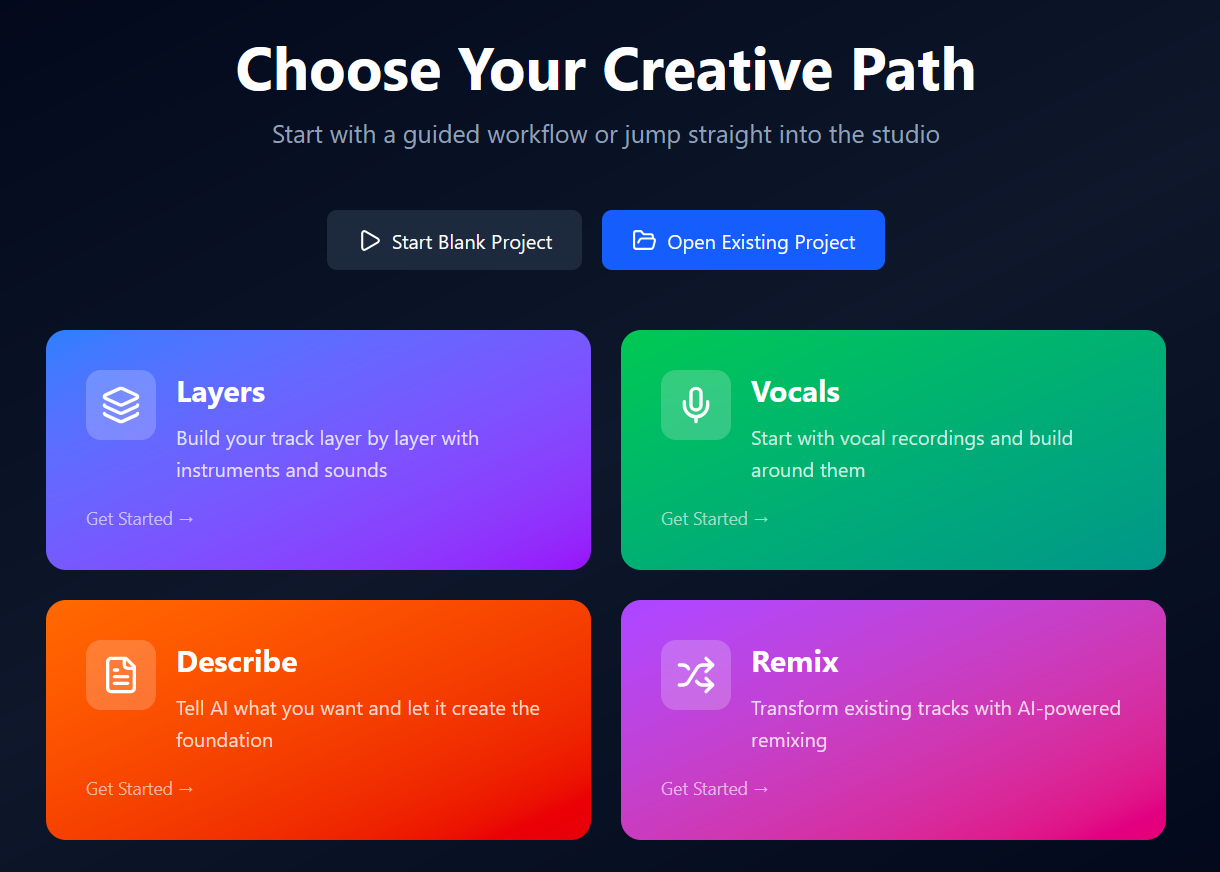 Choose Your Creative Path
Start with a guided workflow or jump straight into the studio
Start Blank Project
Open Existing Project
Layers
Build your track layer by layer with
instruments and sounds
Get Started →
Vocals
Start with vocal recordings and build
around them
Get Started →
Describe
Tell AI what you want and let it create the
foundation
Get Started →
Remix
Transform existing tracks with AI-powered
remixing
Get Started →